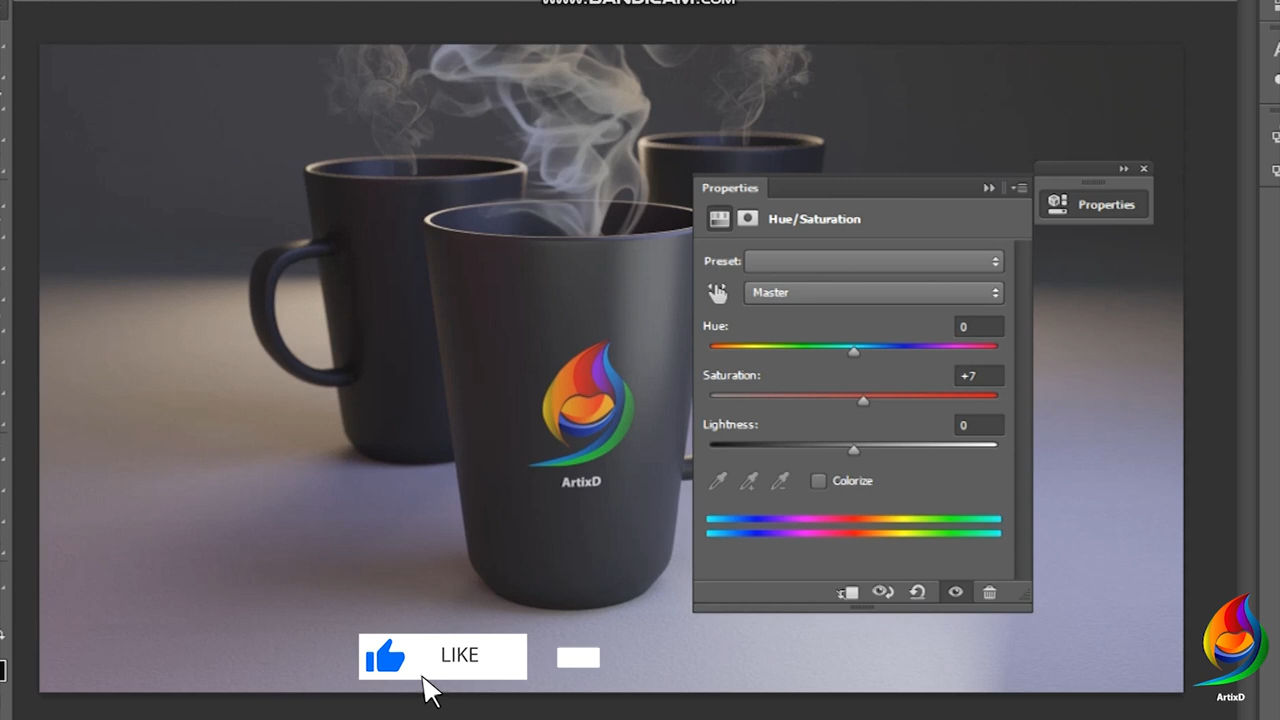 www.BANDICAM.COM
Properties
Hue/Saturation
Properties
Preset:
Master
Hue:
0
Saturation:
+7
Lightness:
0
Colorize
ArtixD
LIKE
ArtixD